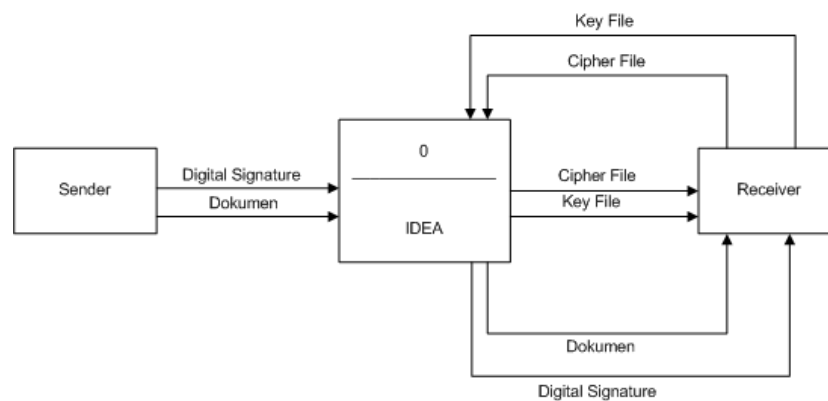 Key File
Cipher File
0
Digital Signature
Cipher File
Sender
Receiver
Dokumen
Key File
IDEA
Dokumen
Digital Signature